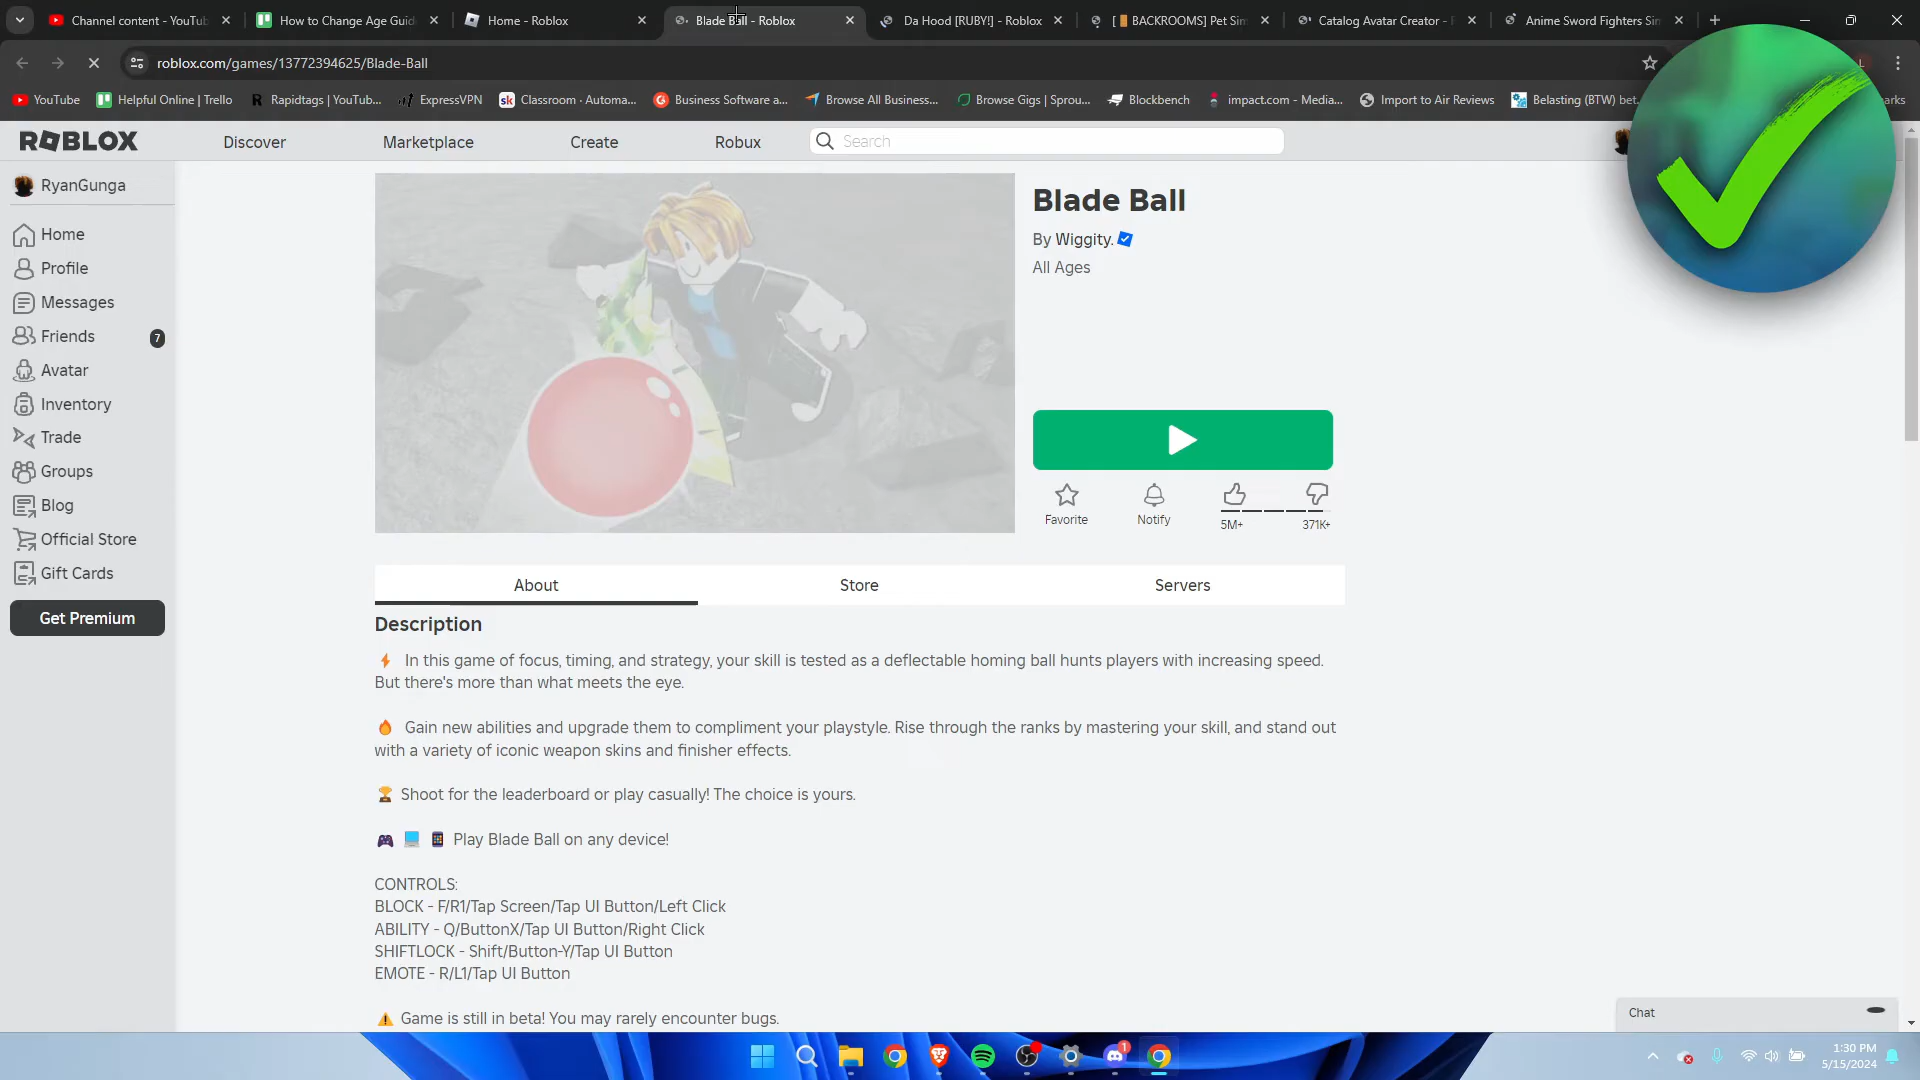 Channel content - YouTub
How to Change Age Guid
Home - Roblox
Blade Ball - Roblox
Da Hood [RUBY!] - Roblox
[🚪BACKROOMS] Pet Sim
Catalog Avatar Creator - R
Anime Sword Fighters Sim
roblox.com/games/13772394625/Blade-Ball
YouTube
Helpful Online | Trello
Rapidtags | YouTub...
ExpressVPN
Classroom · Automa...
Business Software a...
Browse All Business...
Browse Gigs | Sprou...
Blockbench
impact.com - Media...
Import to Air Reviews
Belasting (BTW) bet.
arks
ROBLOX
Discover
Marketplace
Create
Robux
Search
RyanGunga
Home
Profile
Messages
Friends
7
Avatar
Inventory
Trade
Groups
Blog
Official Store
Gift Cards
Get Premium
Blade Ball
By Wiggity.
All Ages
Favorite
Notify
5M+
371K+
About
Store
Servers
Description
⚡ In this game of focus, timing, and strategy, your skill is tested as a deflectable homing ball hunts players with increasing speed.
But there's more than what meets the eye.
🔥 Gain new abilities and upgrade them to compliment your playstyle. Rise through the ranks by mastering your skill, and stand out
with a variety of iconic weapon skins and finisher effects.
🏆 Shoot for the leaderboard or play casually! The choice is yours.
🎮 💻 📱 Play Blade Ball on any device!
CONTROLS:
BLOCK - F/R1/Tap Screen/Tap UI Button/Left Click
ABILITY - Q/ButtonX/Tap UI Button/Right Click
SHIFTLOCK - Shift/Button-Y/Tap UI Button
EMOTE - R/L1/Tap UI Button
⚠️ Game is still in beta! You may rarely encounter bugs.
Chat
1
1:30 PM
5/15/2024